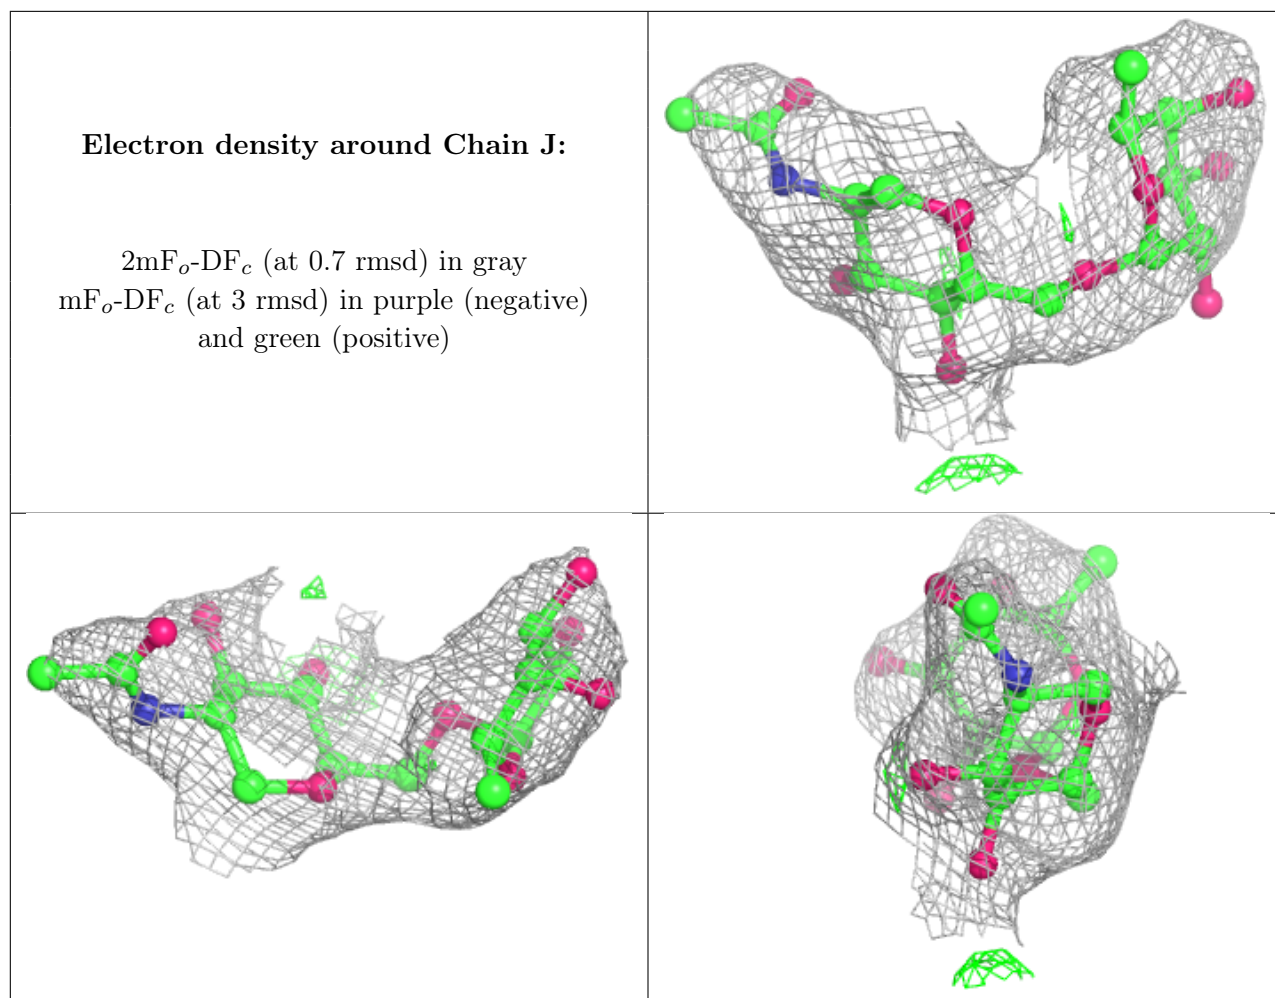 Electron density around Chain J:
2mFo-DFc (at 0.7 rmsd) in gray
mFo-DFc (at 3 rmsd) in purple (negative)
and green (positive)